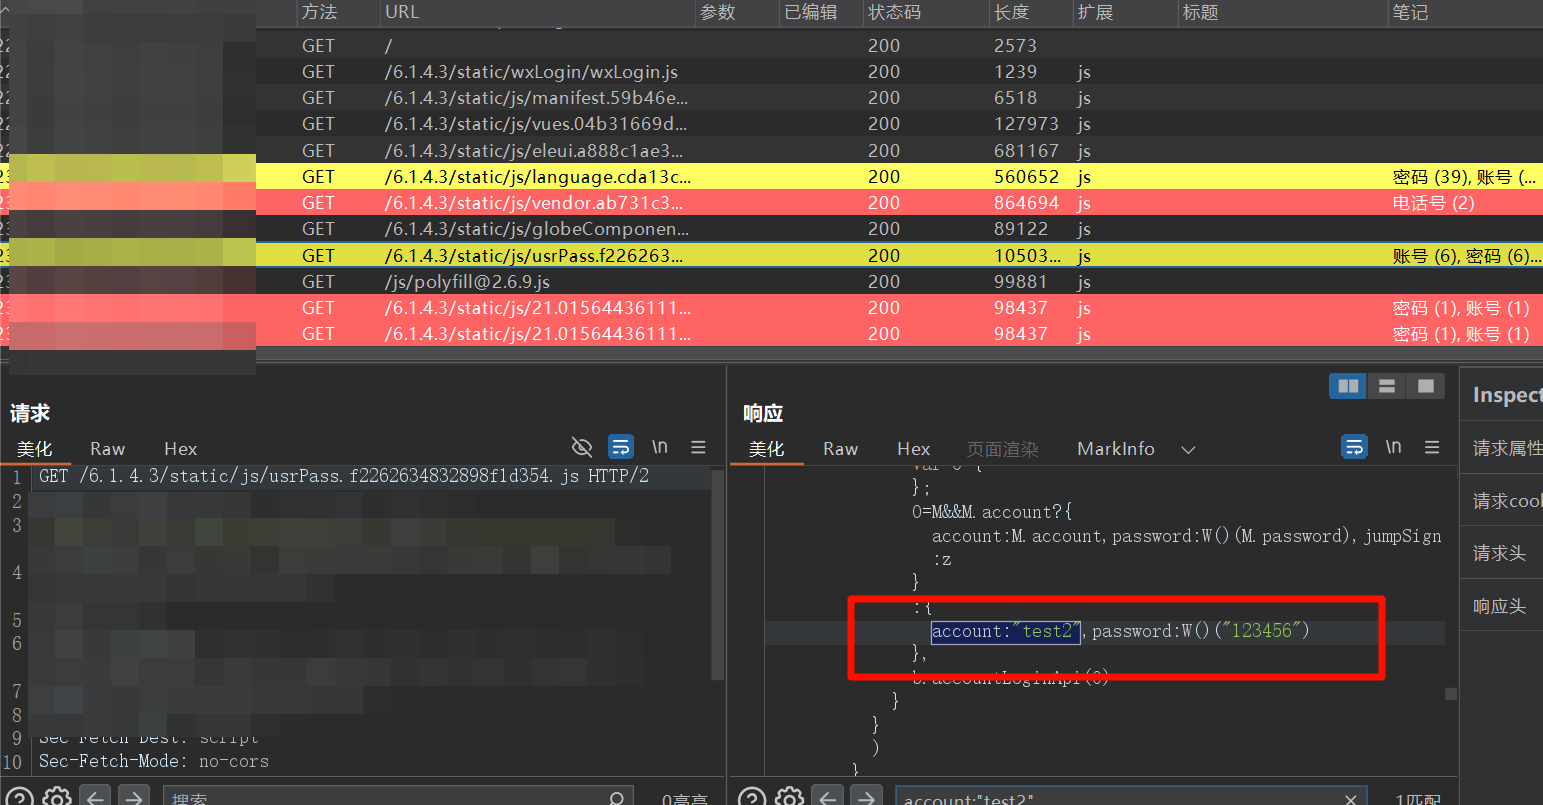 方法 URL 参数 已编辑 状态码 长度 扩展 标题 笔记
GET / 200 2573
GET /6.1.4.3/static/wxLogin/wxLogin.js 200 1239 js
GET /6.1.4.3/static/js/manifest.59b46e... 200 6518 js
GET /6.1.4.3/static/js/vues.04b31669d... 200 127973 js
GET /6.1.4.3/static/js/eleui.a888c1ae3... 200 681167 js
GET /6.1.4.3/static/js/language.cda13c... 200 560652 js 密码 (39), 账号 (...
GET /6.1.4.3/static/js/vendor.ab731c3... 200 864694 js 电话号 (2)
GET /6.1.4.3/static/js/globeComponen... 200 89122 js
GET /6.1.4.3/static/js/usrPass.f226263... 200 10503... js 账号 (6), 密码 (6)...
GET /js/polyfill@2.6.9.js 200 99881 js
GET /6.1.4.3/static/js/21.01564436111... 200 98437 js 密码 (1), 账号 (1)
GET /6.1.4.3/static/js/21.01564436111... 200 98437 js 密码 (1), 账号 (1)
请求
美化 Raw Hex \n
1 GET /6.1.4.3/static/js/usrPass.f2262634832898f1d354.js HTTP/2
2
3
4
5
6
7
8
9 Sec-Fetch-Dest: script
10 Sec-Fetch-Mode: no-cors
搜索 0高亮
响应
美化 Raw Hex 页面渲染 MarkInfo \n
};
O=M&&M.account?{
account:M.account,password:W()(M.password),jumpSign
:z
}
:{
account:"test2",password:W()("123456")
},
b.accountLoginApi(O)
}
}
)
}
account:"test2" 1匹配
Inspect
请求属性
请求cool
请求头
响应头